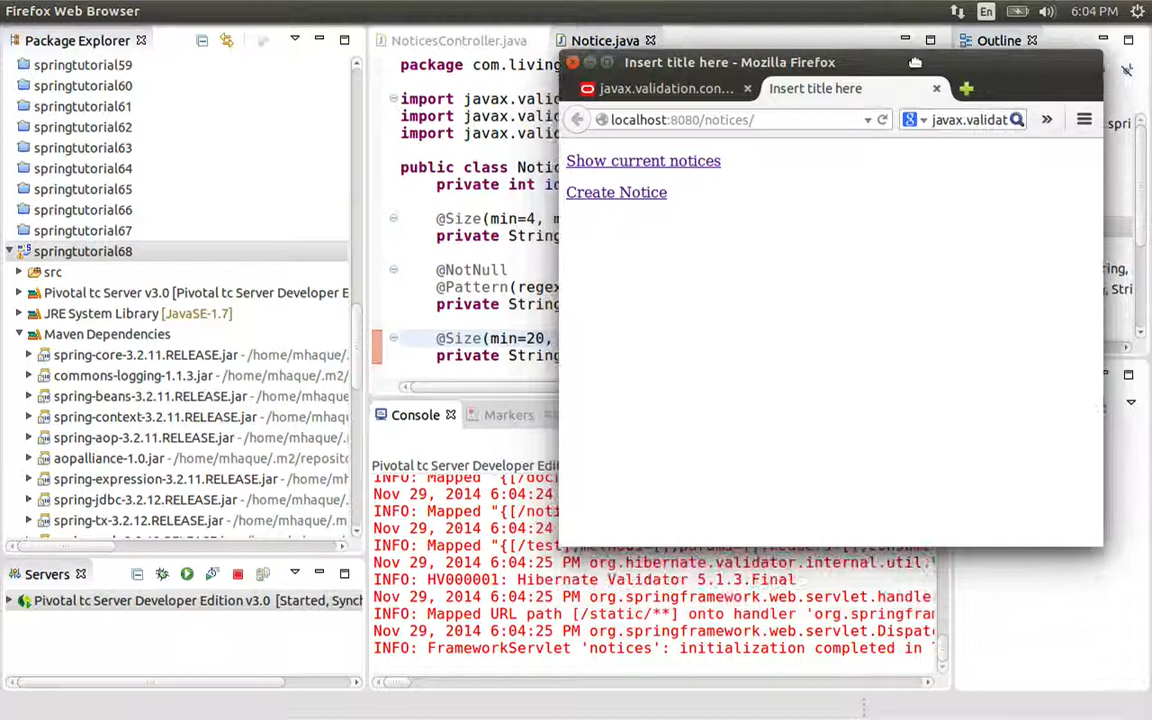 Firefox Web Browser
En
6:04 PM
Package Explorer
springtutorial59
springtutorial60
springtutorial61
springtutorial62
springtutorial63
springtutorial64
springtutorial65
springtutorial66
springtutorial67
springtutorial68
src
Pivotal tc Server v3.0 [Pivotal tc Server Developer E
JRE System Library [JavaSE-1.7]
Maven Dependencies
spring-core-3.2.11.RELEASE.jar - /home/mhaque/.
commons-logging-1.1.3.jar - /home/mhaque/.m2/
spring-beans-3.2.11.RELEASE.jar - /home/mhaque/
spring-context-3.2.11.RELEASE.jar - /home/mhaqu
spring-aop-3.2.11.RELEASE.jar - /home/mhaque/.m
aopalliance-1.0.jar - /home/mhaque/.m2/reposito
spring-expression-3.2.11.RELEASE.jar - /home/mh
spring-jdbc-3.2.12.RELEASE.jar - /home/mhaque/.
spring-tx-3.2.12.RELEASE.jar - /home/mhaque/.m
Servers
Pivotal tc Server Developer Edition v3.0 [Started, Synch
NoticesController.java
Notice.java
package com.living
import javax.valid
import javax.valid
import javax.valid
public class Notic
private int id
@Size(min=4, m
private String
@NotNull
@Pattern(regex
private String
@Size(min=20,
private String
Outline
Insert title here - Mozilla Firefox
javax.validation.con...
Insert title here
localhost:8080/notices/
javax.validat
Show current notices
Create Notice
Console
Markers
Pivotal tc Server Developer Edi
INFO: Mapped "{[/doc
Nov 29, 2014 6:04:24
INFO: Mapped "{[/noti
Nov 29, 2014 6:04:24
Nov 29, 2014 6:04:25 PM org.hibernate.validator.internal.util.
INFO: HV000001: Hibernate Validator 5.1.3.Final
Nov 29, 2014 6:04:25 PM org.springframework.web.servlet.handle
INFO: Mapped URL path [/static/**] onto handler 'org.springfram
Nov 29, 2014 6:04:25 PM org.springframework.web.servlet.Dispat
INFO: FrameworkServlet 'notices': initialization completed in